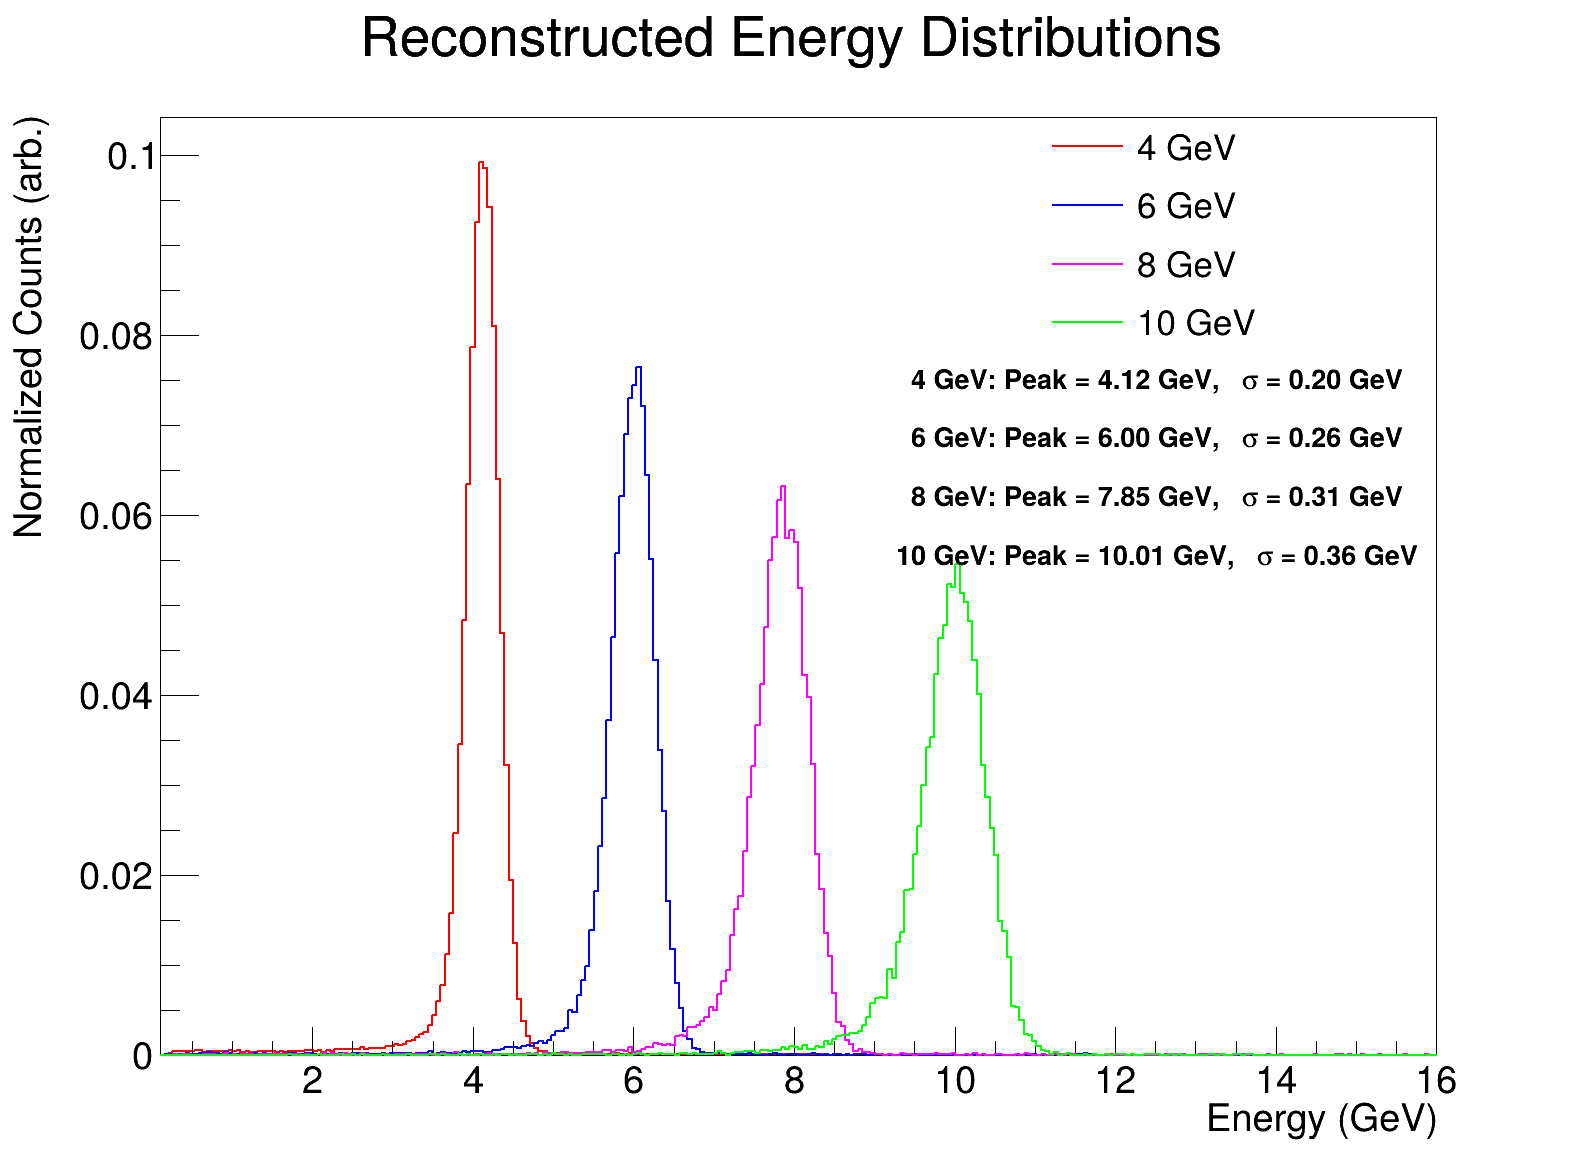 Reconstructed Energy Distributions
Normalized Counts (arb.)
0.1
0.08
0.06
0.04
0.02
0
4 GeV
6 GeV
8 GeV
10 GeV
4 GeV: Peak = 4.12 GeV, σ = 0.20 GeV
6 GeV: Peak = 6.00 GeV, σ = 0.26 GeV
8 GeV: Peak = 7.85 GeV, σ = 0.31 GeV
10 GeV: Peak = 10.01 GeV, σ = 0.36 GeV
2 4 6 8 10 12 14 16
Energy (GeV)